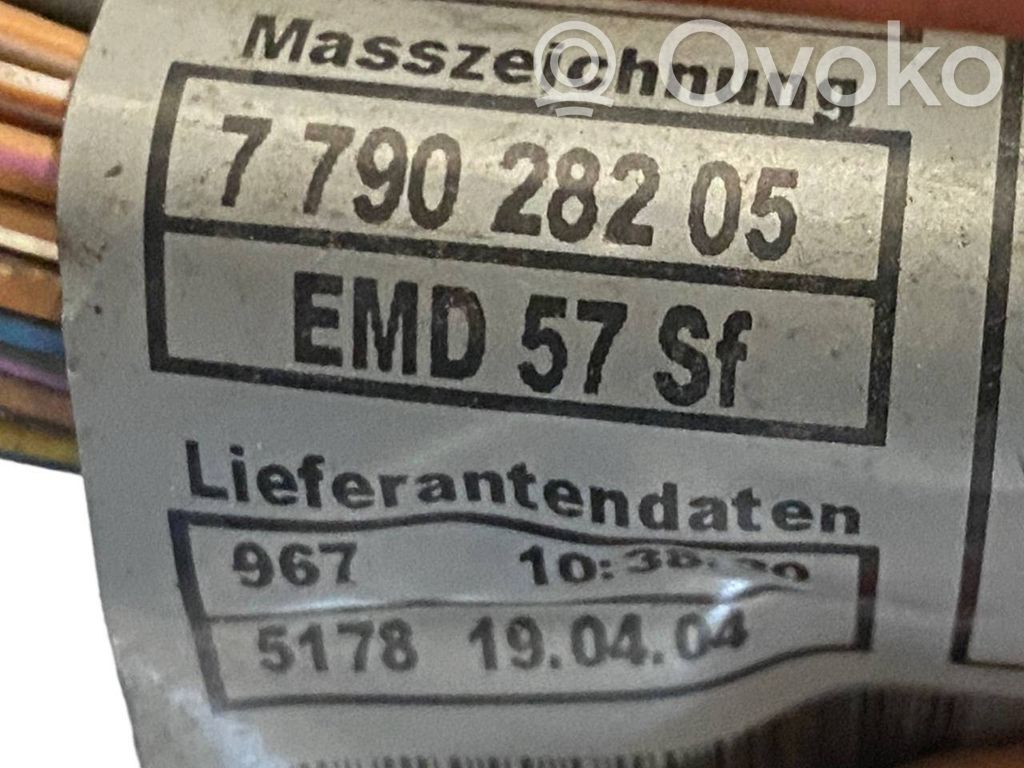 Ovoko
Masszeichnung
7 790 282 05
EMD 57 Sf
Lieferantendaten
967
5178 19.04.04